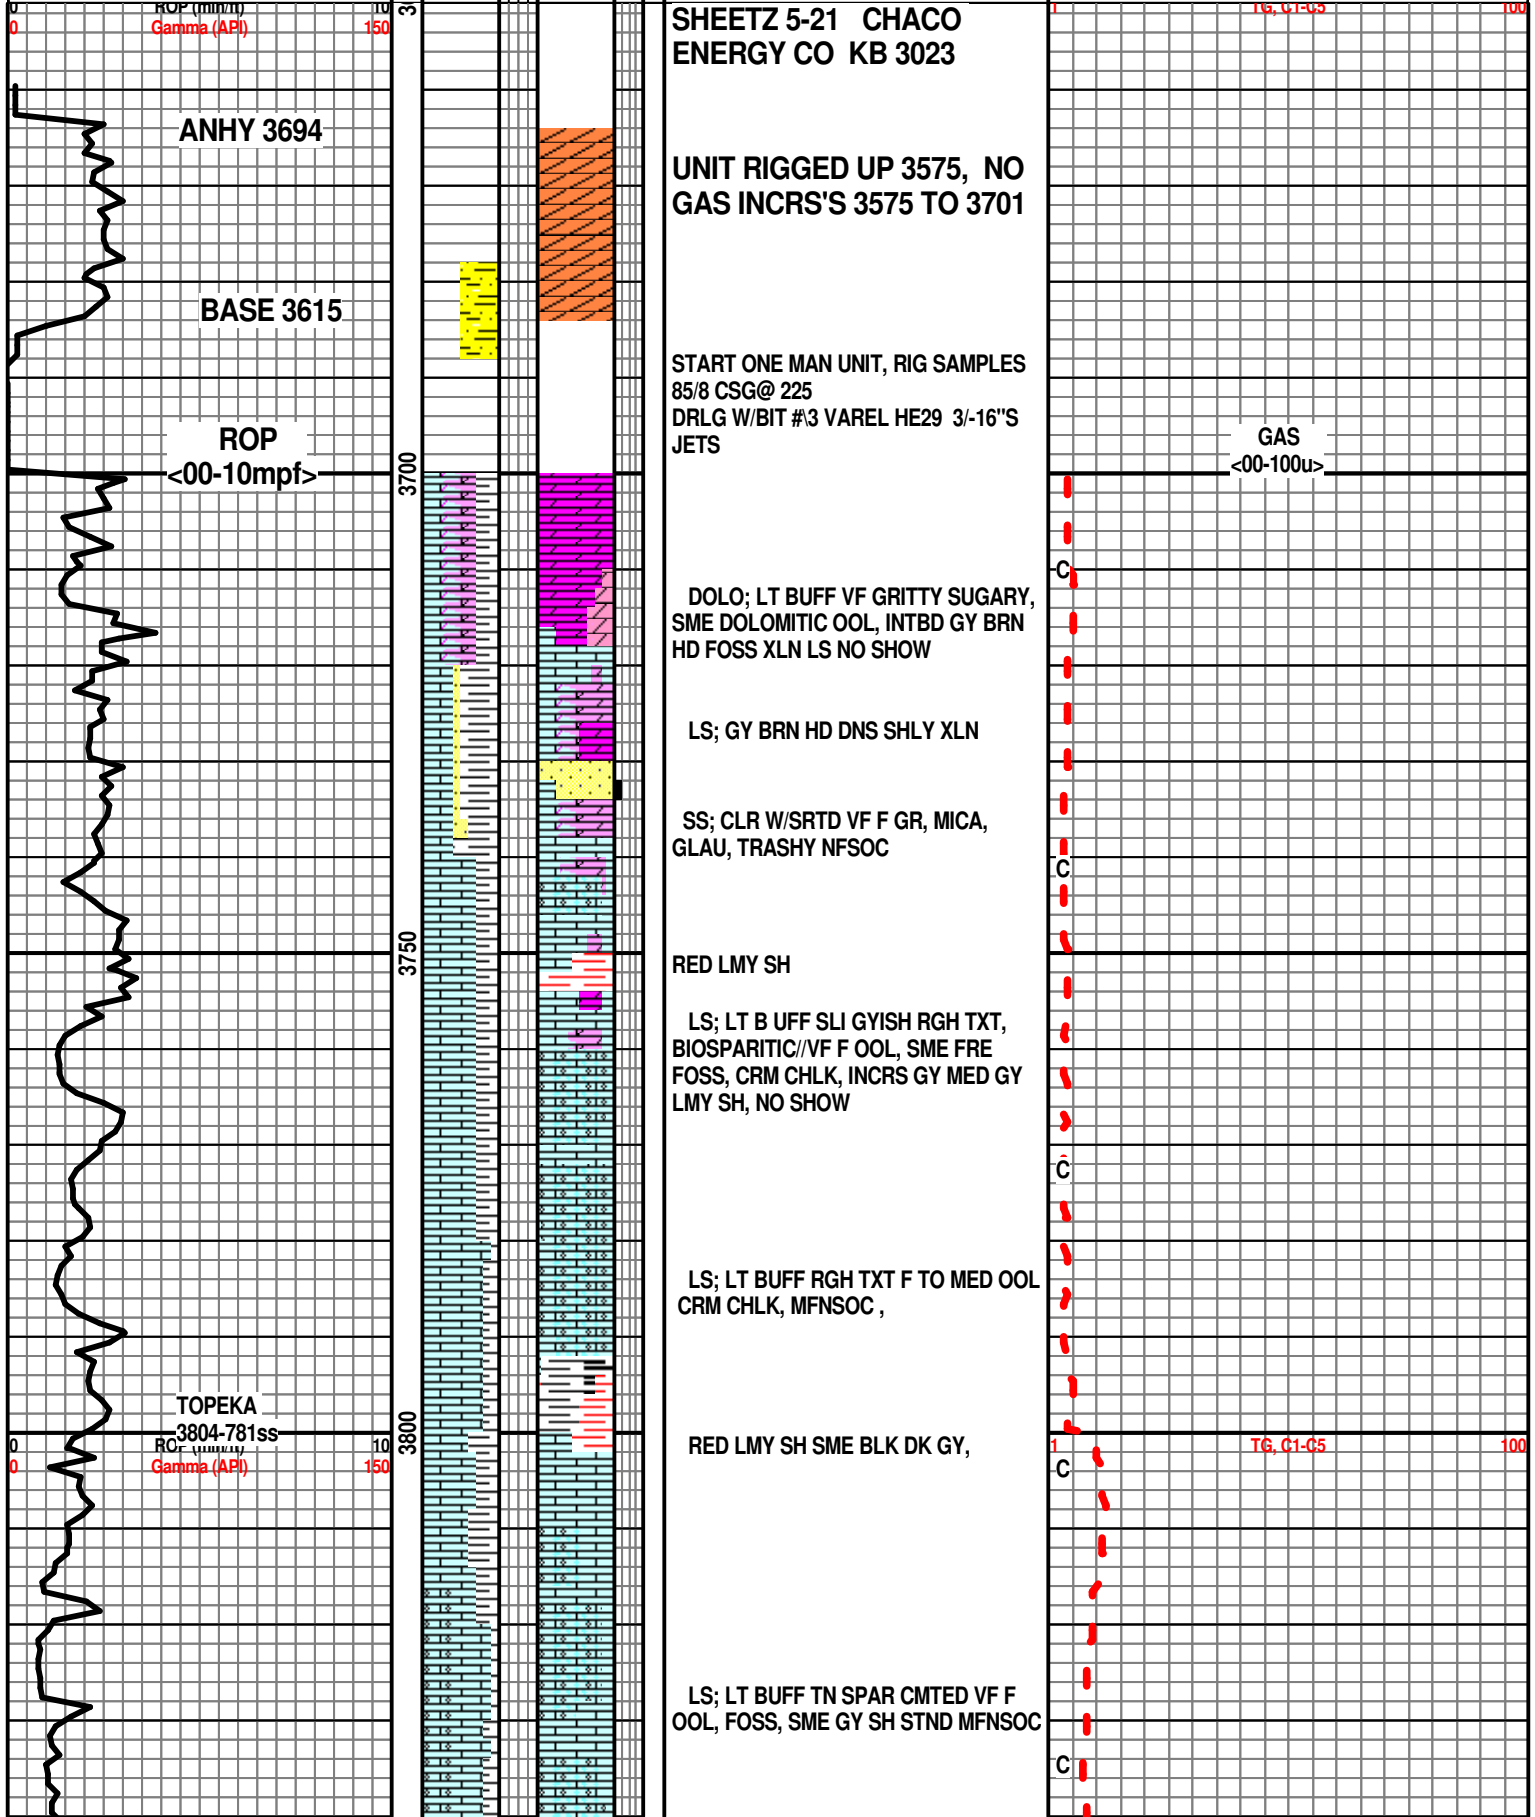 ROP (min/ft)
0 10
Gamma (API)
0 150
TG, C1-C5
1 100
SHEETZ 5-21 CHACO
ENERGY CO KB 3023
ANHY 3694
UNIT RIGGED UP 3575, NO
GAS INCRS'S 3575 TO 3701
BASE 3615
START ONE MAN UNIT, RIG SAMPLES
85/8 CSG@ 225
DRLG W/BIT #\3 VAREL HE29 3/-16"S
JETS
ROP
<00-10mpf>
GAS
<00-100u>
3700
C
DOLO; LT BUFF VF GRITTY SUGARY,
SME DOLOMITIC OOL, INTBD GY BRN
HD FOSS XLN LS NO SHOW
LS; GY BRN HD DNS SHLY XLN
SS; CLR W/SRTD VF F GR, MICA,
GLAU, TRASHY NFSOC
C
3750
RED LMY SH
LS; LT B UFF SLI GYISH RGH TXT,
BIOSPARITIC//VF F OOL, SME FRE
FOSS, CRM CHLK, INCRS GY MED GY
LMY SH, NO SHOW
C
LS; LT BUFF RGH TXT F TO MED OOL
CRM CHLK, MFNSOC ,
TOPEKA
3804-781ss
3800
ROP (min/ft)
0 10
Gamma (API)
0 150
RED LMY SH SME BLK DK GY,
TG, C1-C5
1 100
C
LS; LT BUFF TN SPAR CMTED VF F
OOL, FOSS, SME GY SH STND MFNSOC
C